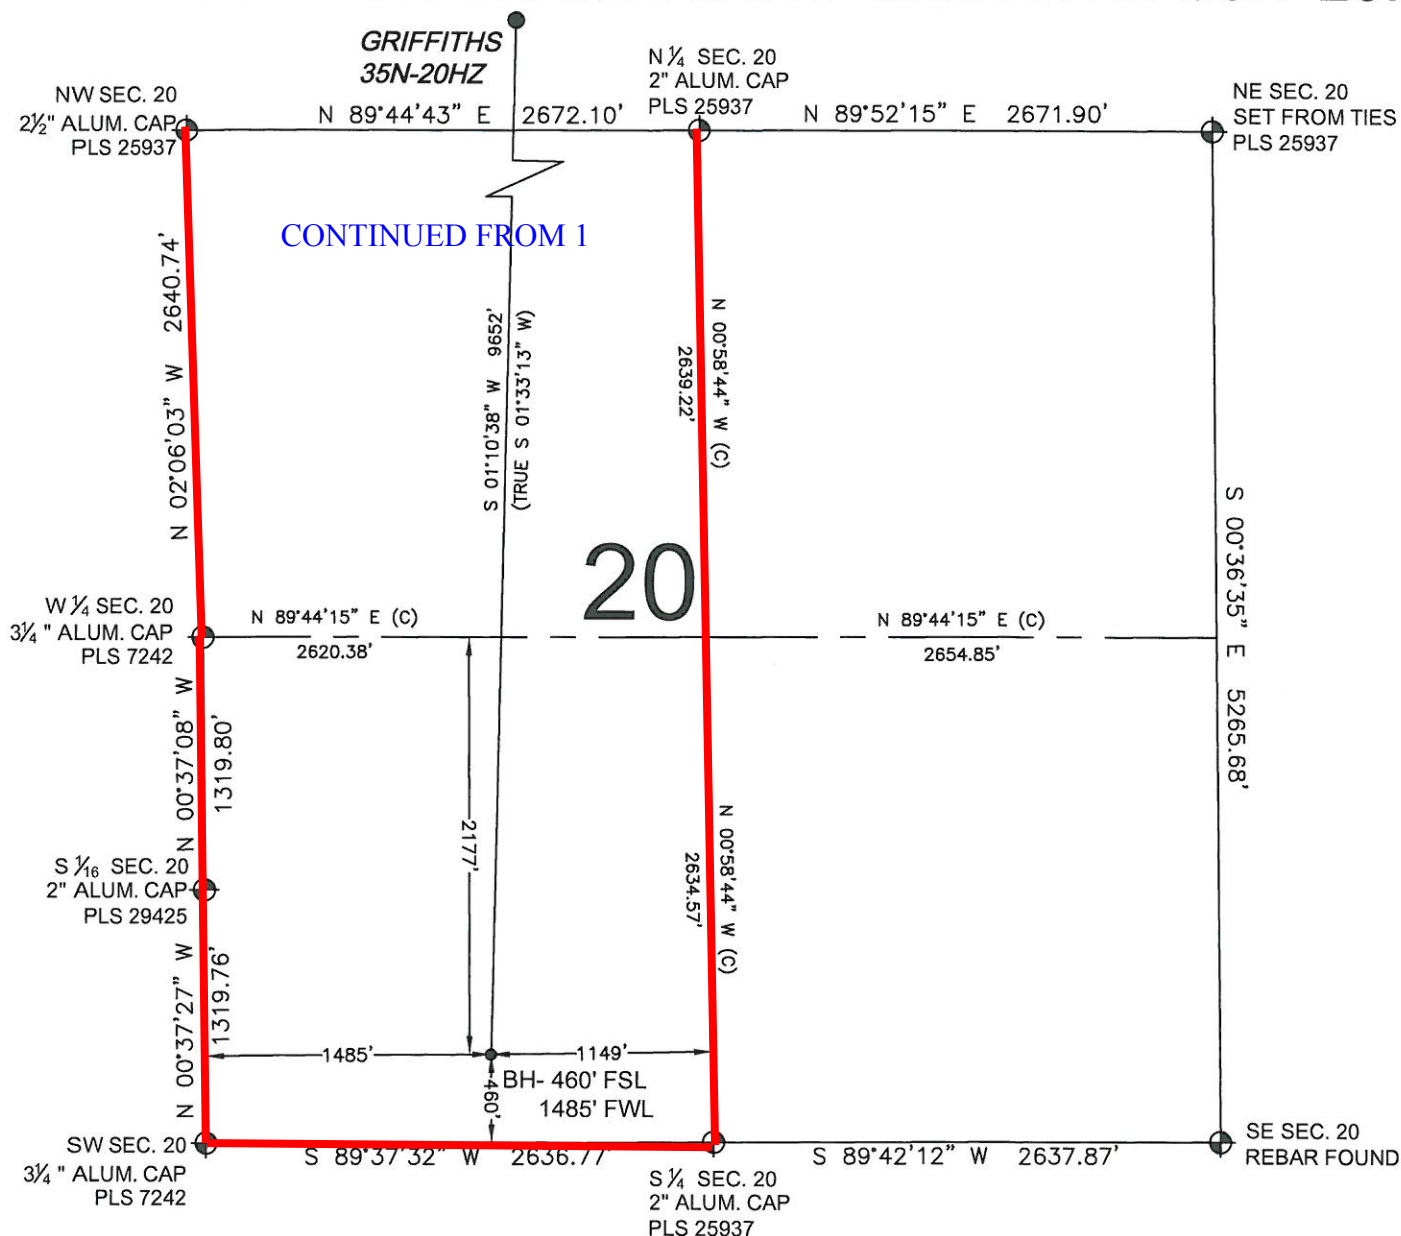 GRIFFITHS
35N-20HZ
N ¼ SEC. 20
2" ALUM. CAP
PLS 25937
NW SEC. 20
2½" ALUM. CAP
PLS 25937
N 89°44'43" E 2672.10'
N 89°52'15" E 2671.90'
NE SEC. 20
SET FROM TIES
PLS 25937
CONTINUED FROM 1
N 02°06'03" W 2640.74'
S 01°10'38" W 9652'
(TRUE S 01°33'13" W)
N 00°58'44" W (C)
2639.22'
20
S 00°36'35" E 5265.68'
W ¼ SEC. 20
3¼ " ALUM. CAP
PLS 7242
N 89°44'15" E (C)
2620.38'
N 89°44'15" E (C)
2654.85'
N 00°37'08" W
1319.80'
2177'
N 00°58'44" W (C)
2634.57'
S 1⁄16 SEC. 20
2" ALUM. CAP
PLS 29425
N 00°37'27" W
1319.76'
1485'
1149'
460'
BH- 460' FSL
1485' FWL
SW SEC. 20
3¼ " ALUM. CAP
PLS 7242
S 89°37'32" W 2636.77'
S ¼ SEC. 20
2" ALUM. CAP
PLS 25937
S 89°42'12" W 2637.87'
SE SEC. 20
REBAR FOUND